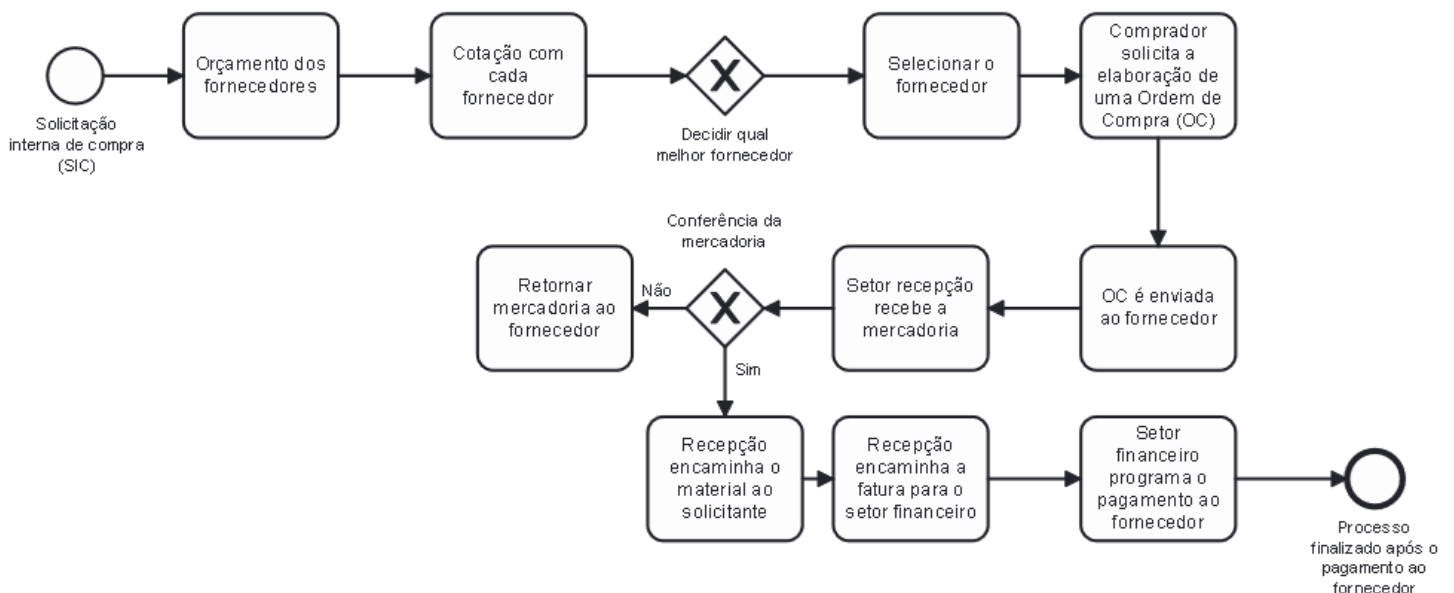 Orçamento dos
fornecedores
Cotação com
cada
fornecedor
Selecionar o
fornecedor
Comprador
solicita a
elaboração de
uma Ordem de
Compra (OC)
Solicitação
interna de compra
(SIC)
Decidir qual
melhor fornecedor
Conferência da
mercadoria
Retornar
mercadoria ao
fornecedor
Não
Setor recepção
recebe a
mercadoria
OC é enviada
ao fornecedor
Sim
Recepção
encaminha o
material ao
solicitante
Recepção
encaminha a
fatura para o
setor financeiro
Setor
financeiro
programa o
pagamento ao
fornecedor
Processo
finalizado após o
pagamento ao
fornecedor